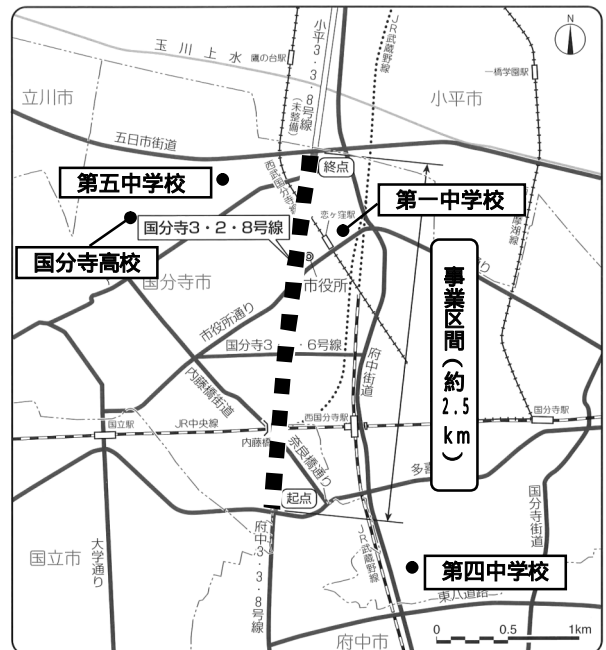 N
玉川上水
鷹の台駅
小平3・3・8号線
(未整備)
JR武蔵野線
一橋学園駅
立川市
小平市
五日市街道
終点
第五中学校
西武国分寺線
第一中学校
恋ヶ窪駅
国分寺3・2・8号線
摩湖線
国分寺高校
国分寺市
市役所
り
事業区間(約2.5km)
市役所通り
国分寺3
・6号線
府中街道
内藤橋街道
国立駅
JR中央線
西国分寺駅
国分寺駅
内藤橋
奈良橋通り
多喜
起点
国分寺街道
大学通り
府中3・3・8号線
JR武蔵野線
国立市
第四中学校
東八道路
府中市
0
0.5
1km